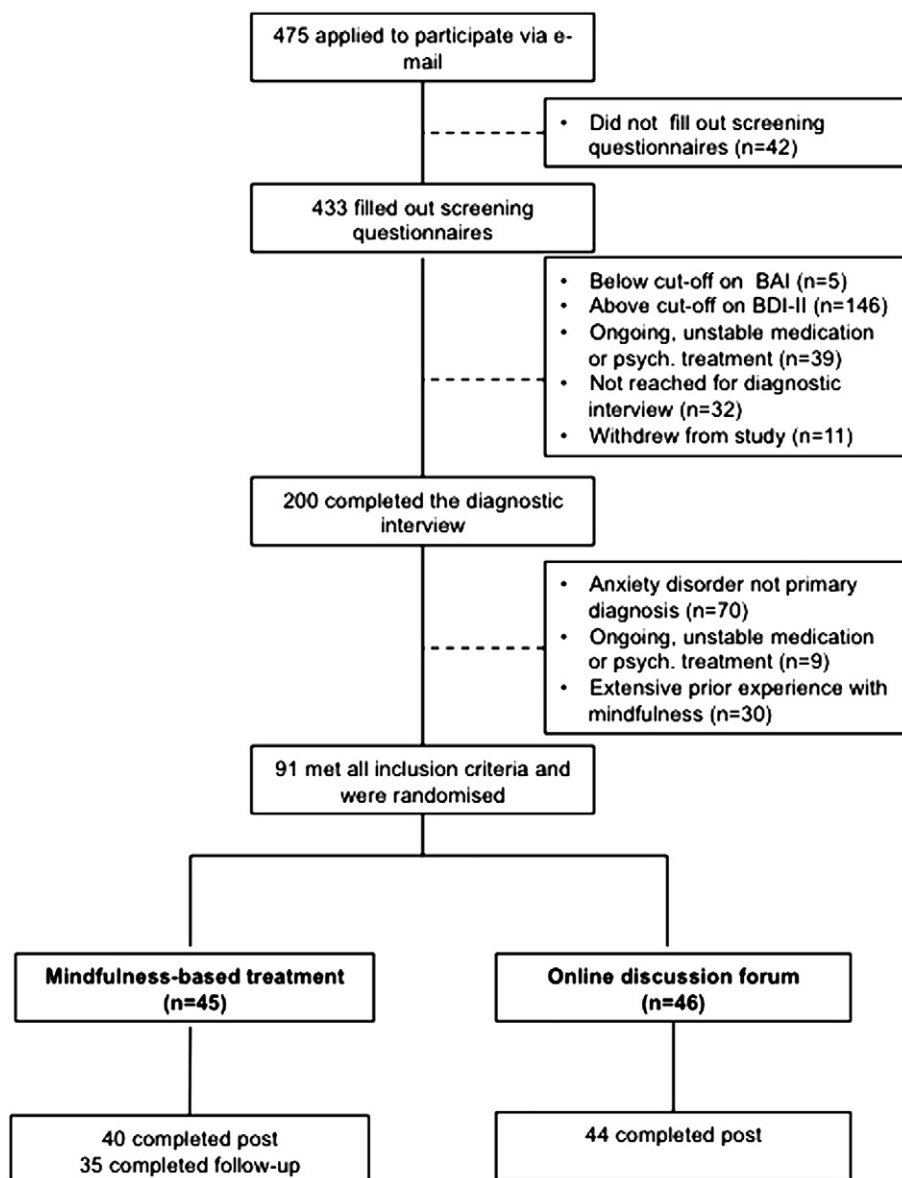 475 applied to participate via e-
mail
• Did not fill out screening
questionnaires (n=42)
433 filled out screening
questionnaires
• Below cut-off on BAI (n=5)
• Above cut-off on BDI-II (n=146)
• Ongoing, unstable medication
or psych. treatment (n=39)
• Not reached for diagnostic
interview (n=32)
• Withdrew from study (n=11)
200 completed the diagnostic
interview
• Anxiety disorder not primary
diagnosis (n=70)
• Ongoing, unstable medication
or psych. treatment (n=9)
• Extensive prior experience with
mindfulness (n=30)
91 met all inclusion criteria and
were randomised
Mindfulness-based treatment
(n=45)
Online discussion forum
(n=46)
40 completed post
35 completed follow-up
44 completed post